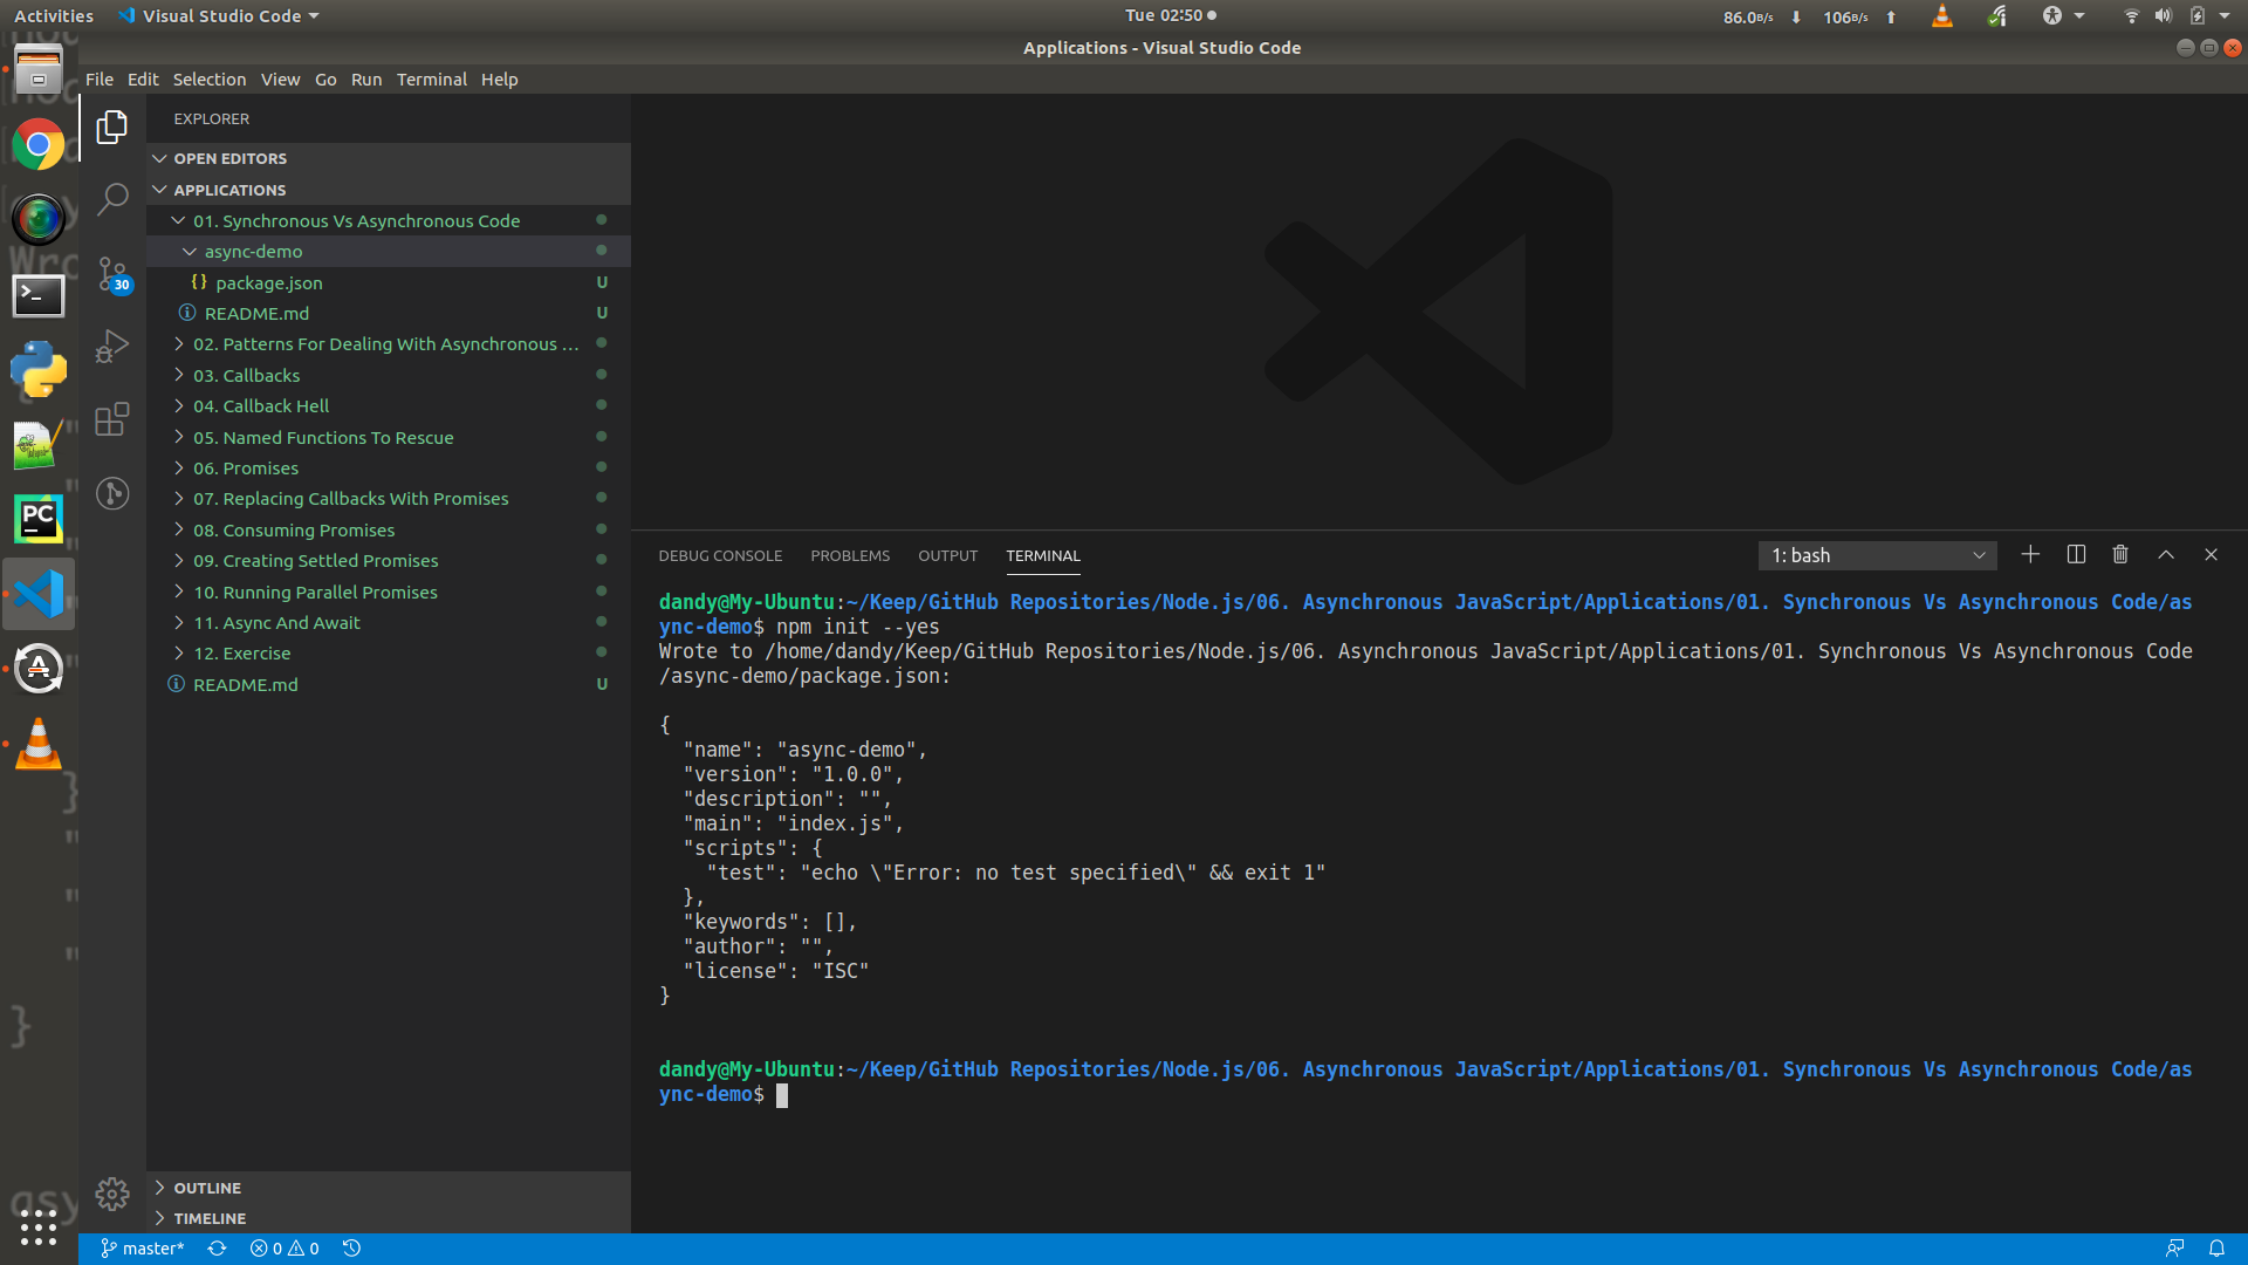 Activities
Visual Studio Code
Tue 02:50
86.0B/s
106B/s
Applications - Visual Studio Code
File Edit Selection View Go Run Terminal Help
EXPLORER
OPEN EDITORS
APPLICATIONS
01. Synchronous Vs Asynchronous Code
async-demo
{} package.json U
README.md U
02. Patterns For Dealing With Asynchronous ...
03. Callbacks
04. Callback Hell
05. Named Functions To Rescue
06. Promises
07. Replacing Callbacks With Promises
08. Consuming Promises
09. Creating Settled Promises
10. Running Parallel Promises
11. Async And Await
12. Exercise
README.md U
OUTLINE
TIMELINE
30
PC
DEBUG CONSOLE PROBLEMS OUTPUT TERMINAL
1: bash
dandy@My-Ubuntu:~/Keep/GitHub Repositories/Node.js/06. Asynchronous JavaScript/Applications/01. Synchronous Vs Asynchronous Code/as
ync-demo$ npm init --yes
Wrote to /home/dandy/Keep/GitHub Repositories/Node.js/06. Asynchronous JavaScript/Applications/01. Synchronous Vs Asynchronous Code
/async-demo/package.json:
{
"name": "async-demo",
"version": "1.0.0",
"description": "",
"main": "index.js",
"scripts": {
"test": "echo \"Error: no test specified\" && exit 1"
},
"keywords": [],
"author": "",
"license": "ISC"
}
dandy@My-Ubuntu:~/Keep/GitHub Repositories/Node.js/06. Asynchronous JavaScript/Applications/01. Synchronous Vs Asynchronous Code/as
ync-demo$
master* 0 0